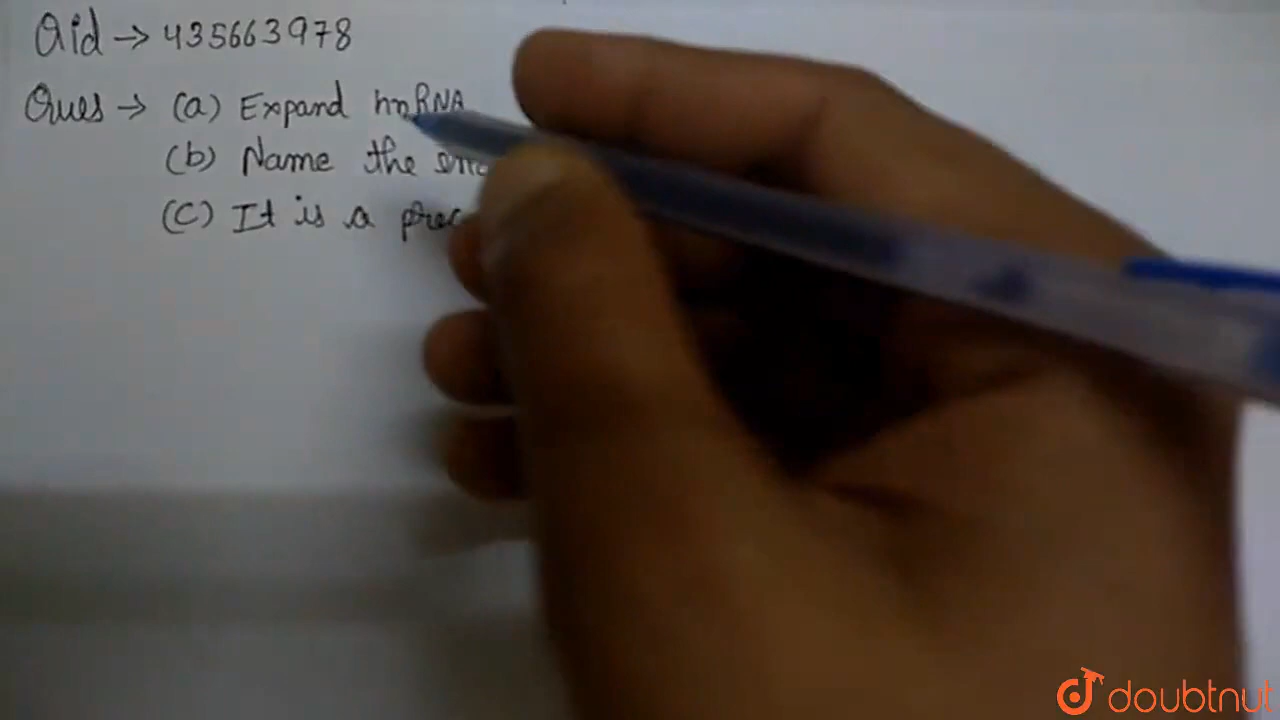 Qid → 435663978
Ques → (a) Expand hnRNA
(b) Name the
(C) It is a
doubtnut